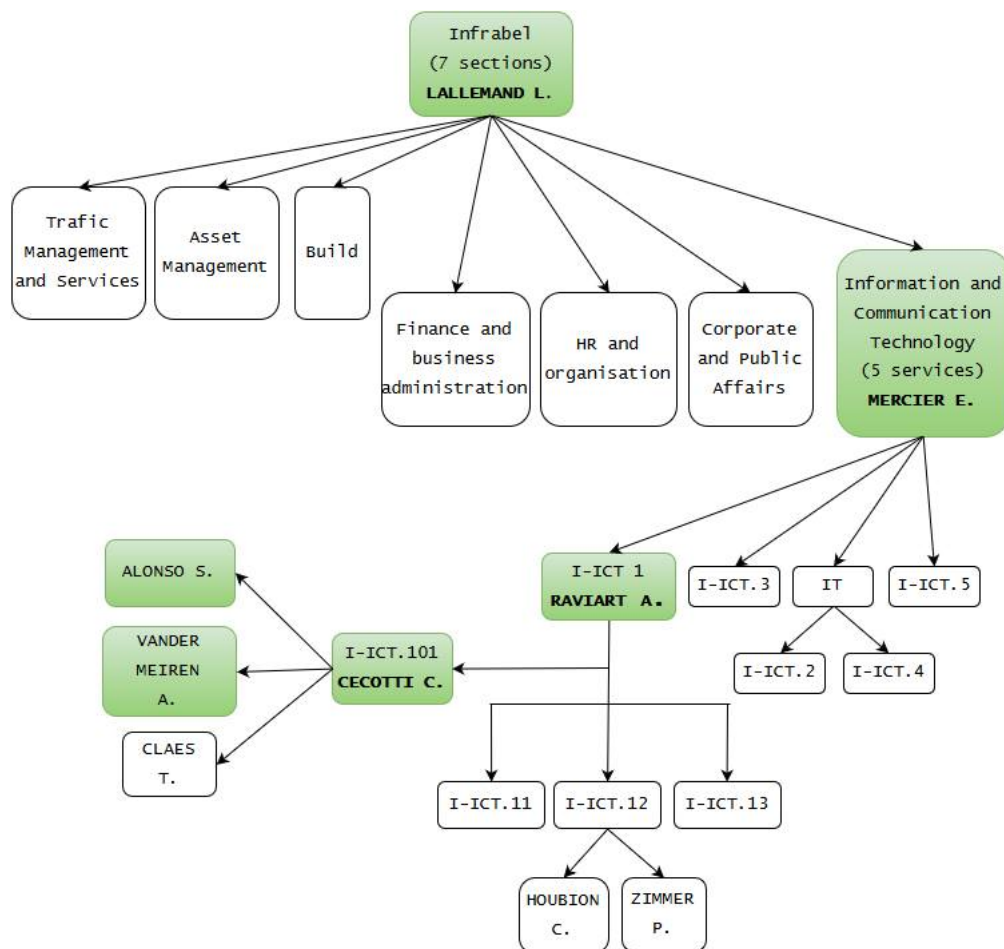 Infrabel
(7 sections)
LALLEMAND L.
Trafic
Management
and Services
Asset
Management
Build
Finance and
business
administration
HR and
organisation
Corporate
and Public
Affairs
Information and
Communication
Technology
(5 services)
MERCIER E.
I-ICT 1
RAVIART A.
I-ICT.3
IT
I-ICT.5
I-ICT.2
I-ICT.4
ALONSO S.
VANDER
MEIREN
A.
CLAES
T.
I-ICT.101
CECOTTI C.
I-ICT.11
I-ICT.12
I-ICT.13
HOUBION
C.
ZIMMER
P.